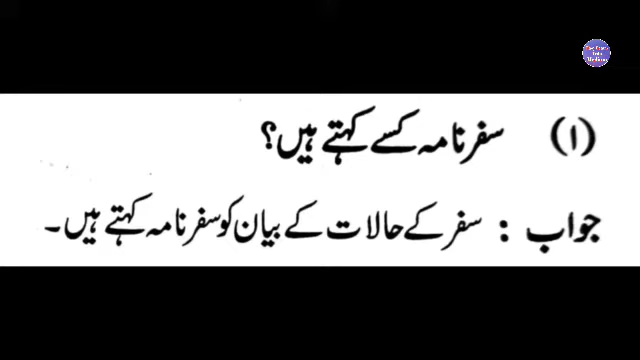 (۱) سفر نامہ کسے کہتے ہیں؟
جواب : سفر کے حالات کے بیان کو سفر نامہ کہتے ہیں۔